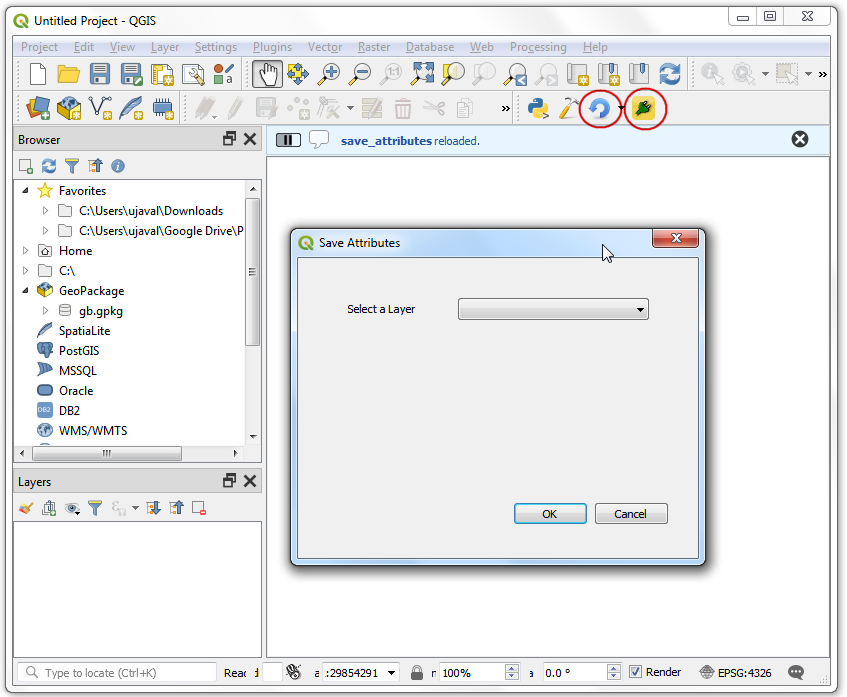 Untitled Project - QGIS
Project Edit View Layer Settings Plugins Vector Raster Database Web Processing Help
Browser
save_attributes reloaded.
Favorites
C:\Users\ujaval\Downloads
C:\Users\ujaval\Google Drive\P
Home
C:\
GeoPackage
gb.gpkg
SpatiaLite
PostGIS
MSSQL
Oracle
DB2
WMS/WMTS
Save Attributes
Select a Layer
OK Cancel
Layers
Type to locate (Ctrl+K) Read :29854291 100% 0.0 ° Render EPSG:4326